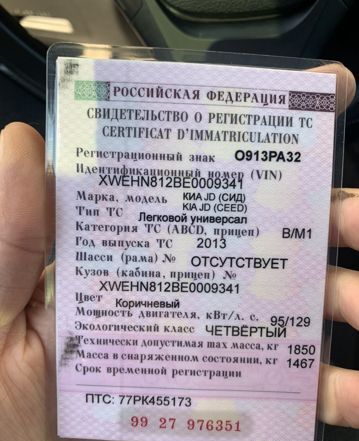 РОССИЙСКАЯ ФЕДЕРАЦИЯ
СВИДЕТЕЛЬСТВО О РЕГИСТРАЦИИ ТС
CERTIFICAT D'IMMATRICULATION
Регистрационный знак О913РА32
Идентификационный номер (VIN)
XWEHN812BE0009341
Марка, модель КИА JD (СИД)
KIA JD (CEED)
Тип ТС Легковой универсал
Категория ТС (ABCD, прицеп) B/M1
Год выпуска ТС 2013
Шасси (рама) № ОТСУТСТВУЕТ
Кузов (кабина, прицеп) №
XWEHN812BE0009341
Цвет Коричневый
Мощность двигателя, кВт/л. с. 95/129
Экологический класс ЧЕТВЁРТЫЙ
Технически допустимая max масса, кг 1850
Масса в снаряженном состоянии, кг 1467
Срок временной регистрации
ПТС: 77РК455173
99 27 976351